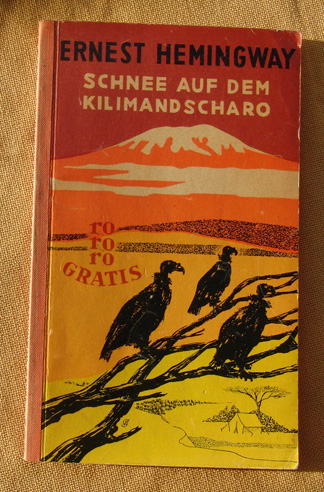 ERNEST HEMINGWAY
SCHNEE AUF DEM
KILIMANDSCHARO
ro
ro
ro
GRATIS